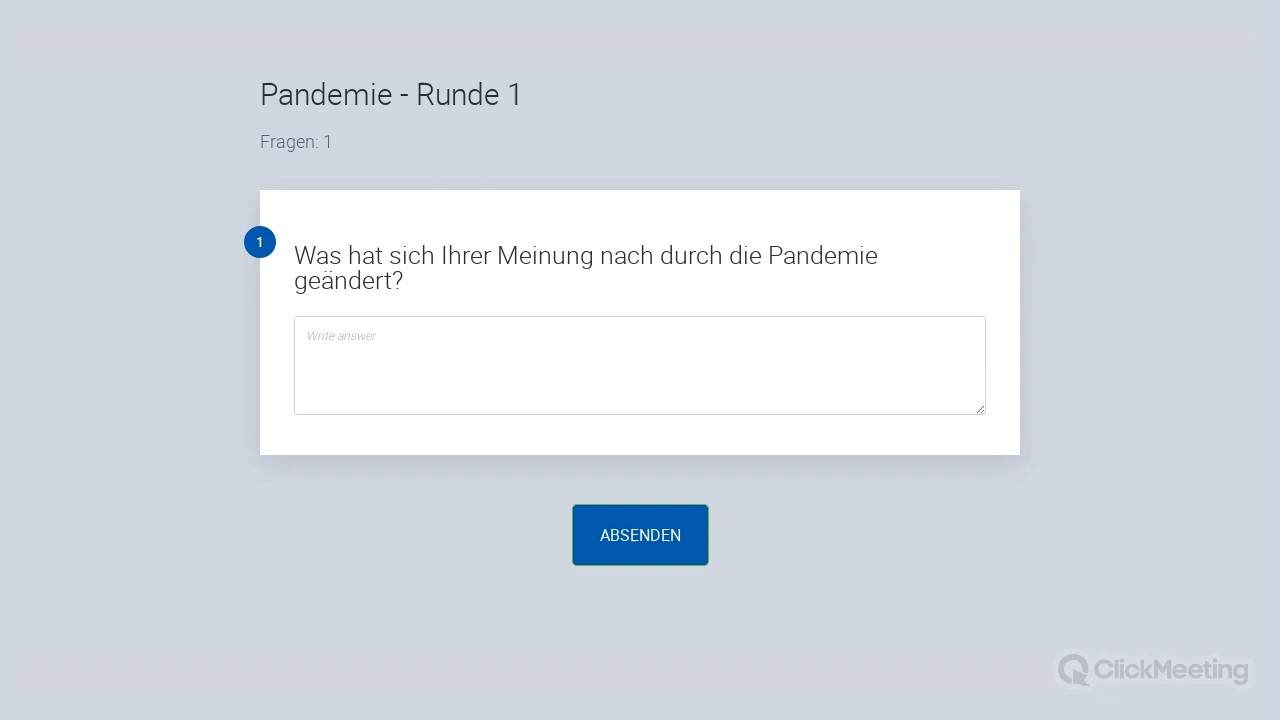 Pandemie - Runde 1
Fragen: 1
1
Was hat sich Ihrer Meinung nach durch die Pandemie
geändert?
Write answer
ABSENDEN
ClickMeeting